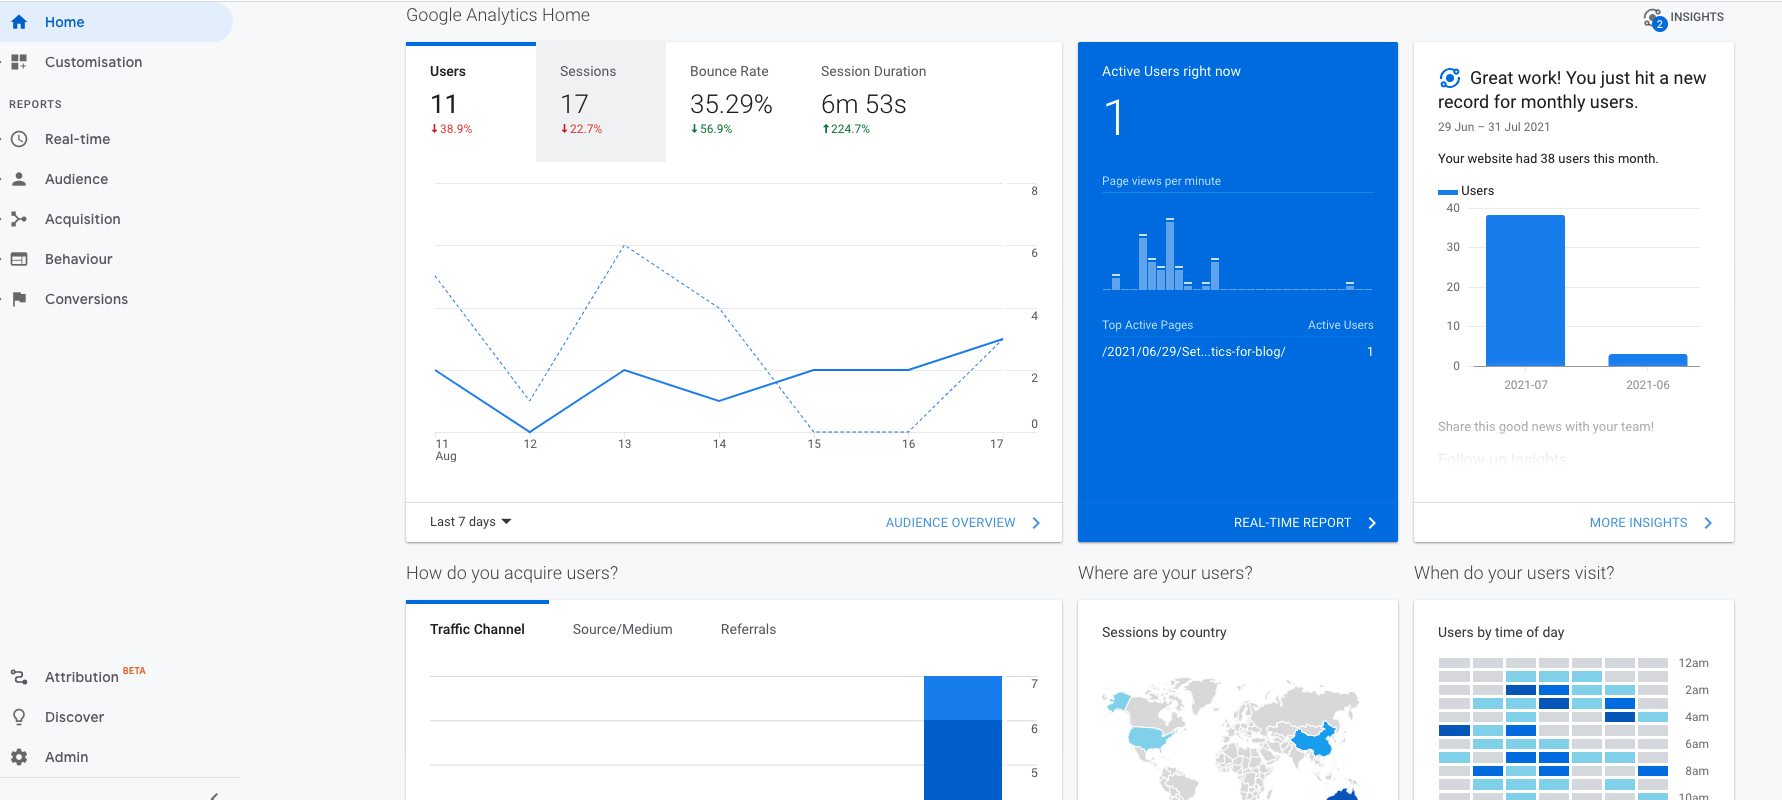 Home
Customisation
REPORTS
Real-time
Audience
Acquisition
Behaviour
Conversions
Attribution BETA
Discover
Admin
Google Analytics Home
2 INSIGHTS
Users
11
38.9%
Sessions
17
22.7%
Bounce Rate
35.29%
56.9%
Session Duration
6m 53s
224.7%
8
6
4
2
0
11 12 13 14 15 16 17
Aug
Last 7 days
AUDIENCE OVERVIEW
Active Users right now
1
Page views per minute
Top Active Pages Active Users
/2021/06/29/Set...tics-for-blog/ 1
REAL-TIME REPORT
Great work! You just hit a new
record for monthly users.
29 Jun – 31 Jul 2021
Your website had 38 users this month.
Users
40
30
20
10
0
2021-07 2021-06
Share this good news with your team!
Follow-up Insights
MORE INSIGHTS
How do you acquire users?
Traffic Channel Source/Medium Referrals
7
6
5
Where are your users?
Sessions by country
When do your users visit?
Users by time of day
12am
2am
4am
6am
8am
10am